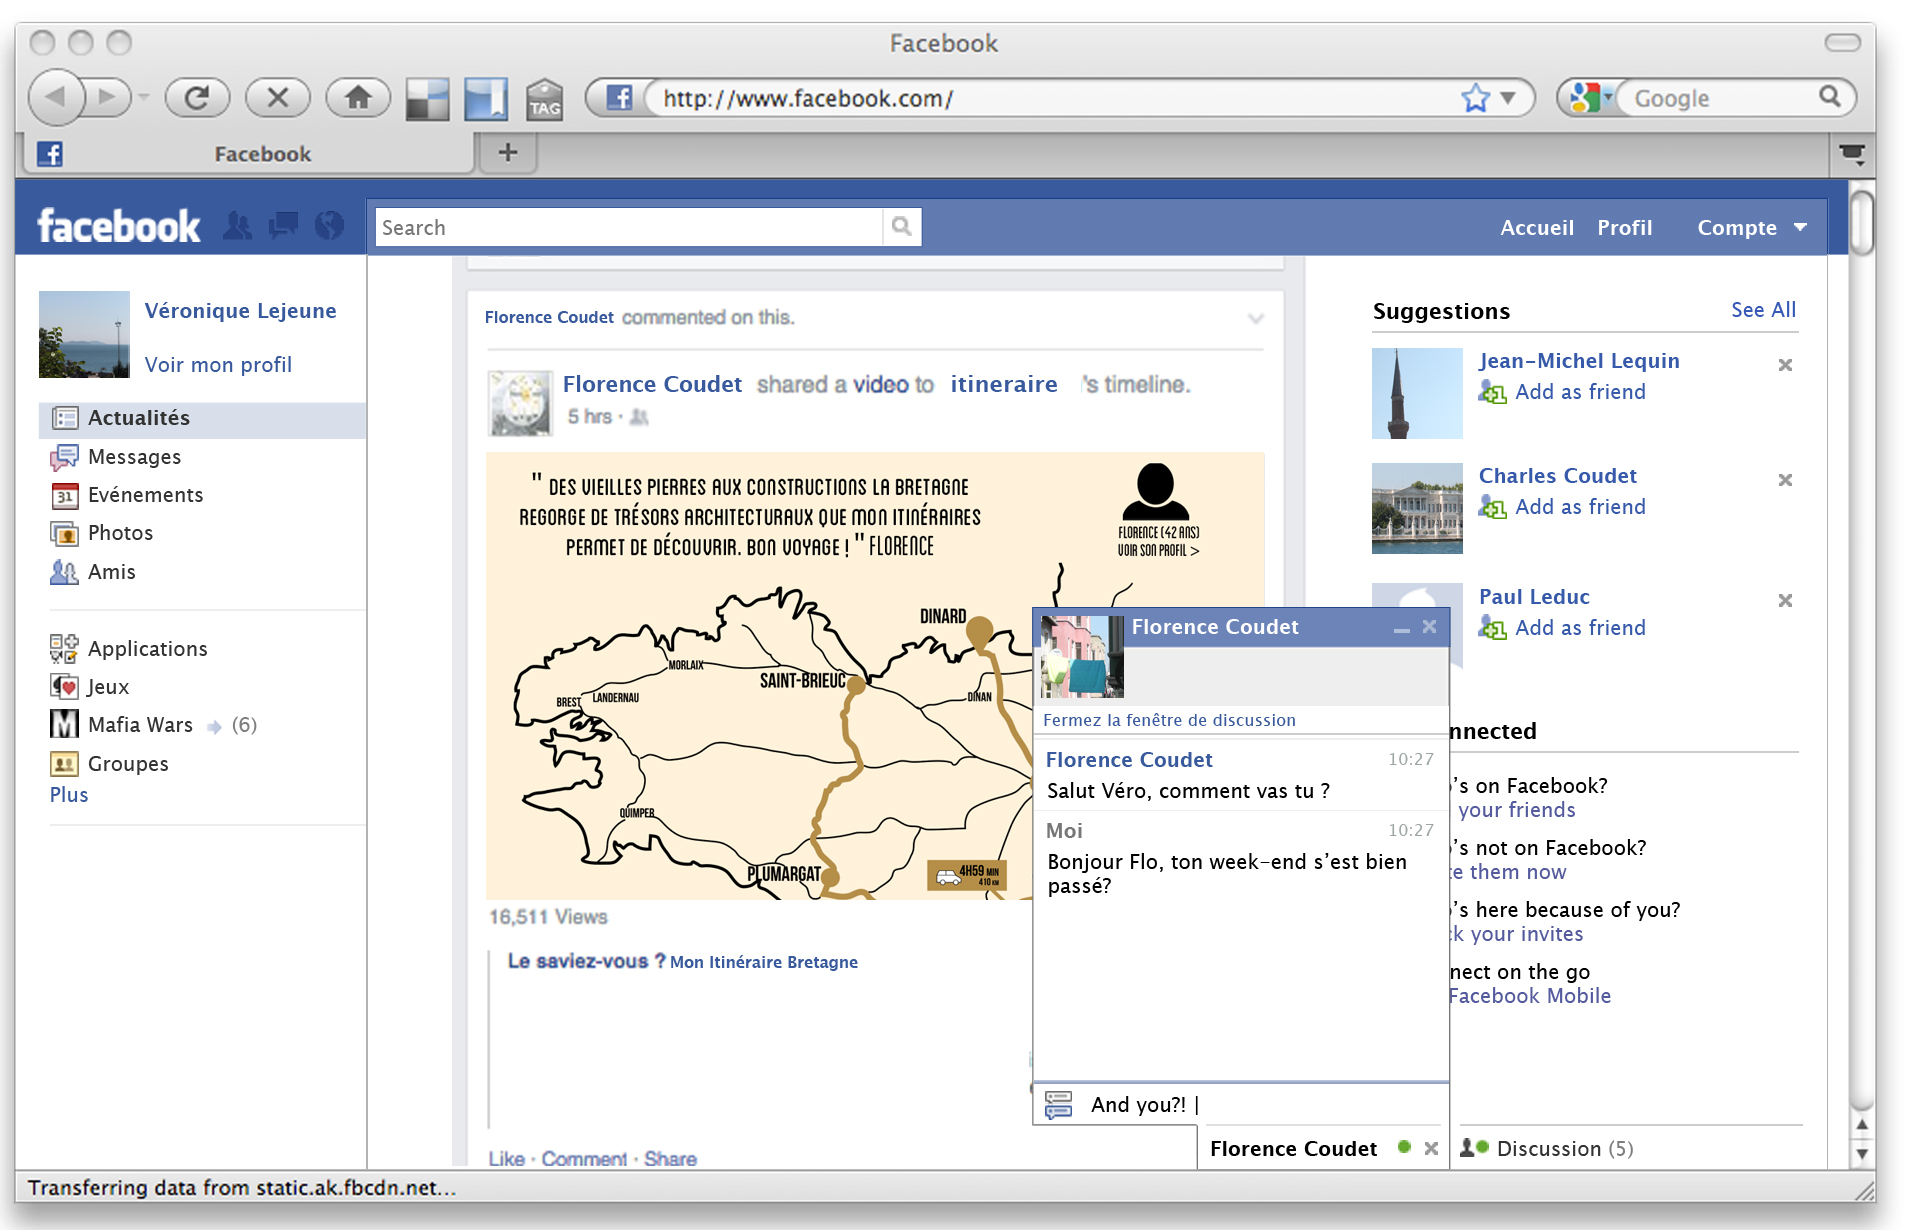 Facebook
TAG
http://www.facebook.com/
Google
Facebook
+
facebook
Search
Accueil
Profil
Compte
Véronique Lejeune
Voir mon profil
Actualités
Messages
31
Evénements
Photos
Amis
Applications
Jeux
M
Mafia Wars (6)
Groupes
Plus
Florence Coudet commented on this.
Florence Coudet shared a video to itineraire 's timeline.
5 hrs ·
" DES VIEILLES PIERRES AUX CONSTRUCTIONS LA BRETAGNE
REGORGE DE TRÉSORS ARCHITECTURAUX QUE MON ITINÉRAIRES
PERMET DE DÉCOUVRIR. BON VOYAGE ! " FLORENCE
FLORENCE (42 ANS)
VOIR SON PROFIL >
DINARD
MORLAIX
SAINT-BRIEUC
BREST
LANDERNAU
DINAN
QUIMPER
PLUMARGAT
4H59 MIN
410 KM
16,511 Views
Le saviez-vous ? Mon Itinéraire Bretagne
Like · Comment · Share
Suggestions
See All
Jean-Michel Lequin
Add as friend
Charles Coudet
Add as friend
Paul Leduc
Add as friend
nnected
's on Facebook?
your friends
's not on Facebook?
te them now
's here because of you?
ck your invites
nect on the go
Facebook Mobile
Florence Coudet
Fermez la fenêtre de discussion
Florence Coudet 10:27
Salut Véro, comment vas tu ?
Moi 10:27
Bonjour Flo, ton week-end s'est bien
passé?
And you?! |
Florence Coudet
Discussion (5)
Transferring data from static.ak.fbcdn.net...